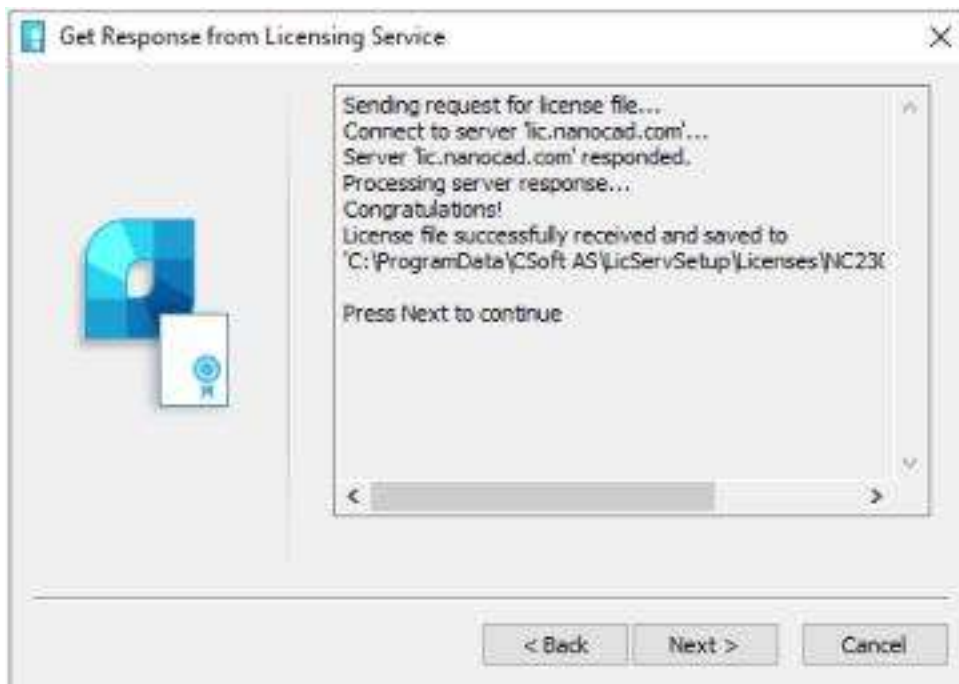 Get Response from Licensing Service
Sending request for license file...
Connect to server 'lic.nanocad.com'...
Server 'lic.nanocad.com' responded.
Processing server response...
Congratulations!
License file successfully received and saved to
'C:\ProgramData\CSoft AS\LicServSetup\Licenses\NC230
Press Next to continue
< Back
Next >
Cancel